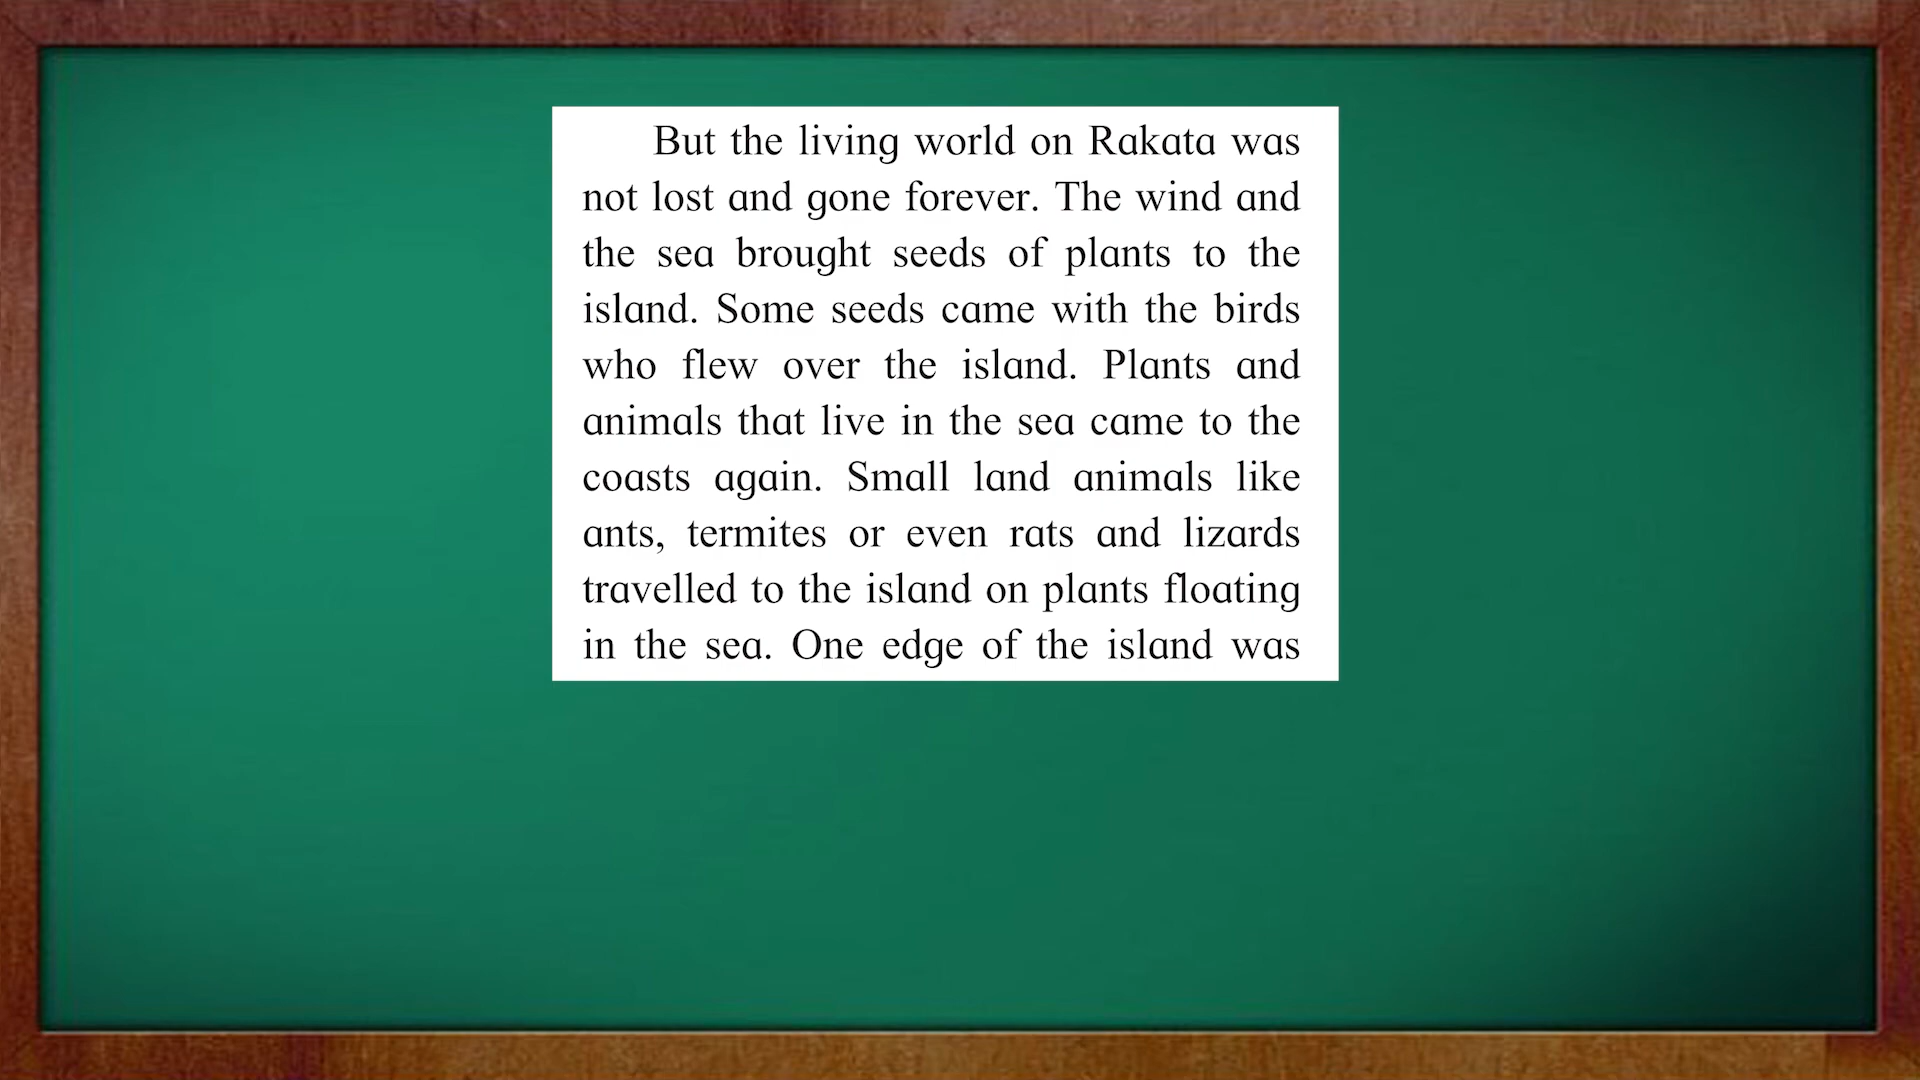 But the living world on Rakata was
not lost and gone forever. The wind and
the sea brought seeds of plants to the
island. Some seeds came with the birds
who flew over the island. Plants and
animals that live in the sea came to the
coasts again. Small land animals like
ants, termites or even rats and lizards
travelled to the island on plants floating
in the sea. One edge of the island was